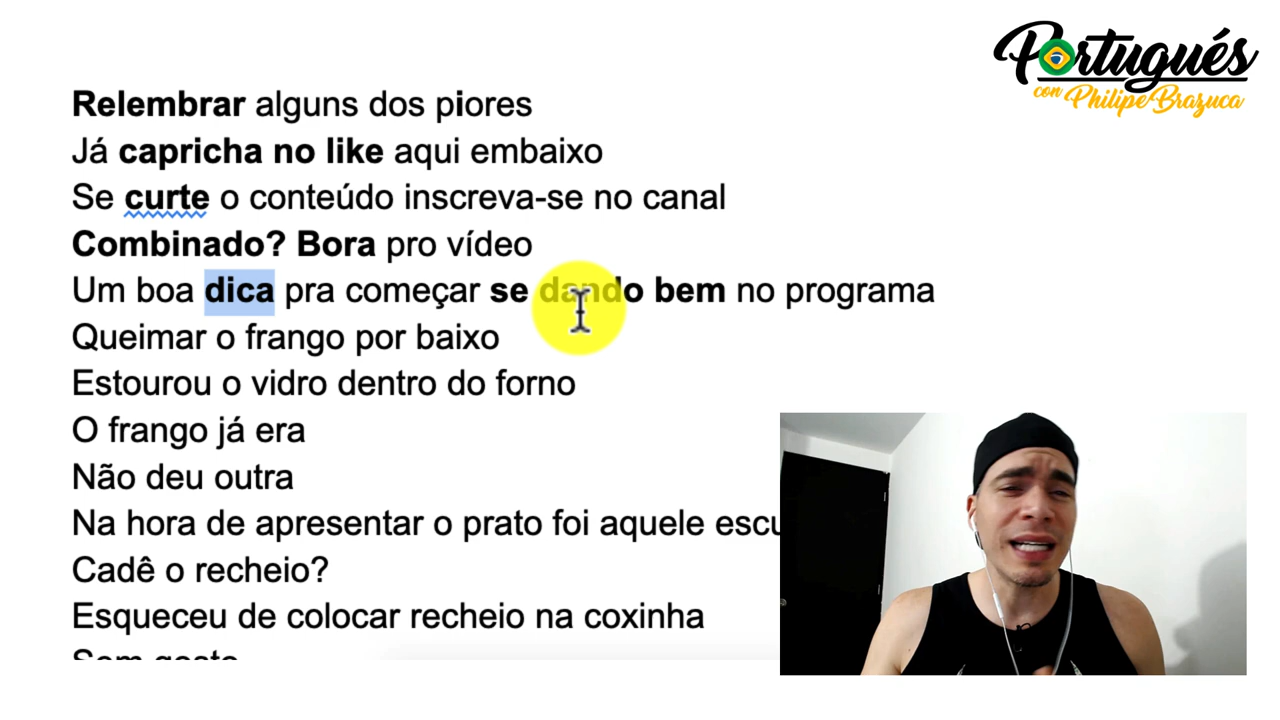 Portugués
con PhilipeBrazuca
Relembrar alguns dos piores
Já capricha no like aqui embaixo
Se curte o conteúdo inscreva-se no canal
Combinado? Bora pro vídeo
Um boa dica pra começar se dando bem no programa
Queimar o frango por baixo
Estourou o vidro dentro do forno
O frango já era
Não deu outra
Na hora de apresentar o prato foi aquele
Cadê o recheio?
Esqueceu de colocar recheio na coxinha